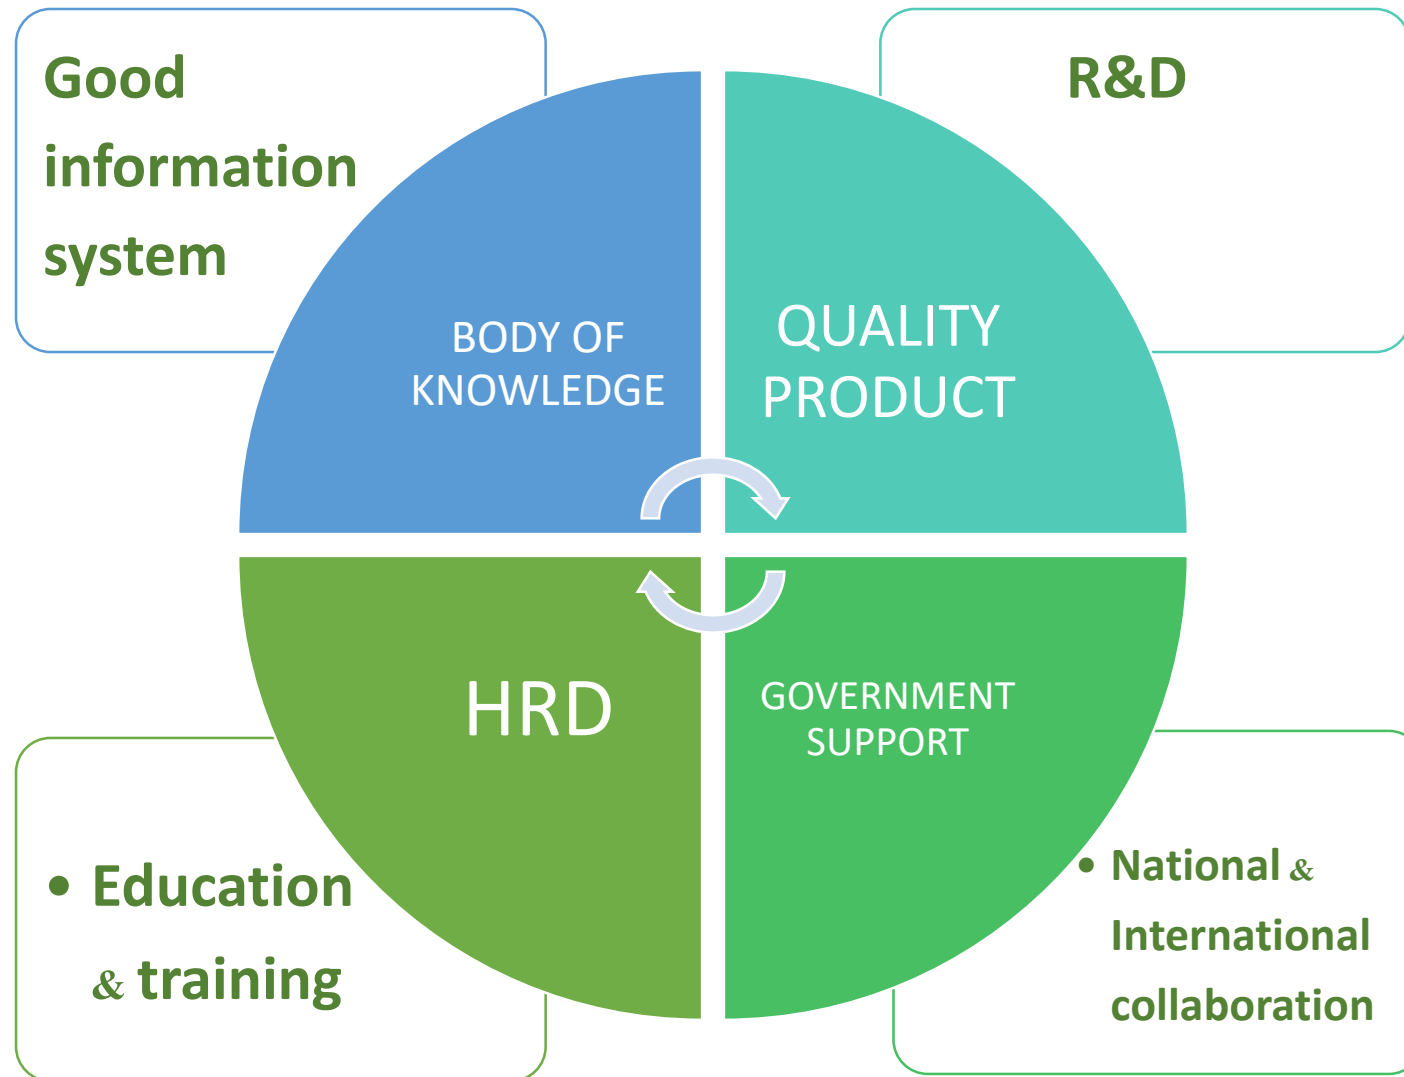 Good
information
system
BODY OF
KNOWLEDGE
R&D
QUALITY
PRODUCT
HRD
• Education
& training
GOVERNMENT
SUPPORT
• National &
International
collaboration